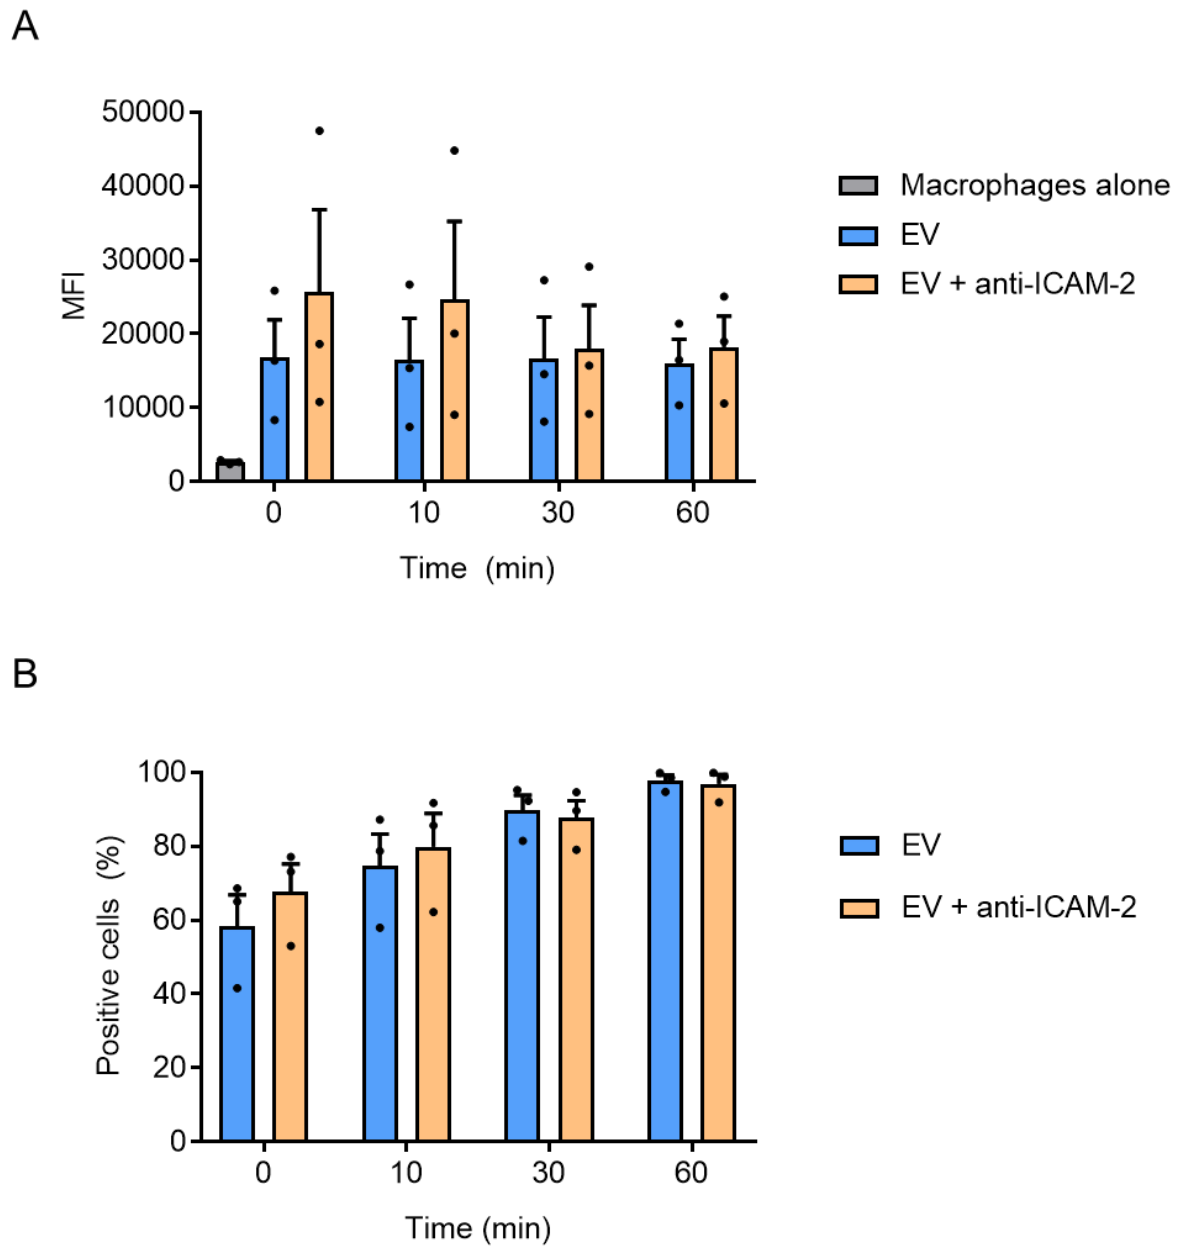 A
50000
40000
30000
20000
10000
0
MFI
0 10 30 60
Time (min)
Macrophages alone
EV
EV + anti-ICAM-2
B
100
80
60
40
20
0
Positive cells (%)
0 10 30 60
Time (min)
EV
EV + anti-ICAM-2